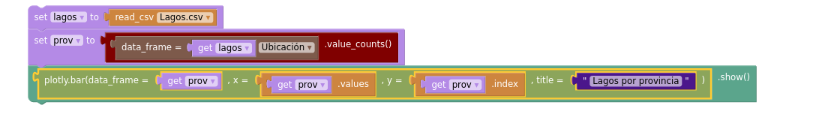 set lagos to read_csv Lagos.csv
set prov to data_frame = get lagos Ubicación .value_counts()
plotly.bar(data_frame = get prov , x = get prov .values , y = get prov .index , title = " Lagos por provincia " ) .show()